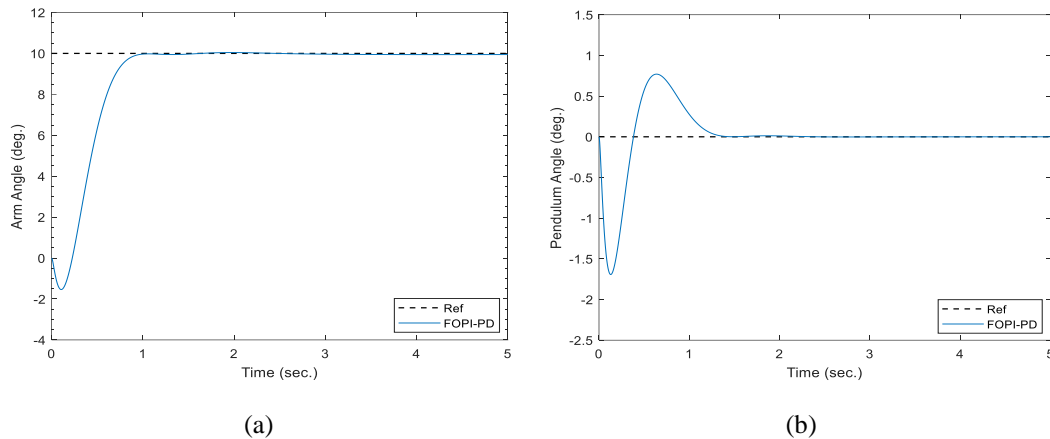 12
10
8
6
4
2
0
-2
-4
Arm Angle (deg.)
0 1 2 3 4 5
Time (sec.)
Ref
FOPI-PD
(a)
1.5
1
0.5
0
-0.5
-1
-1.5
-2
-2.5
Pendulum Angle (deg.)
0 1 2 3 4 5
Time (sec.)
Ref
FOPI-PD
(b)